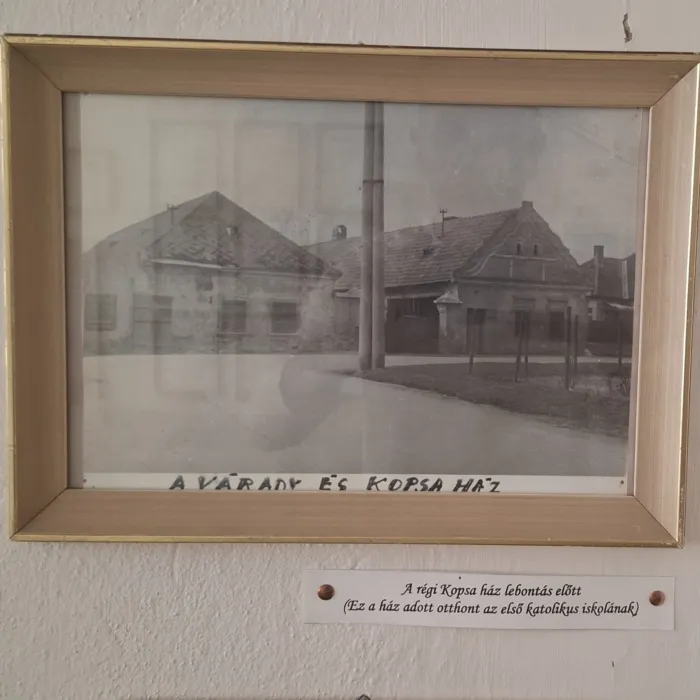 A VÁRADY ÉS KOPSA HÁZ
A régi Kopsa ház lebontás előtt
(Ez a ház adott otthont az első katolikus iskolának)